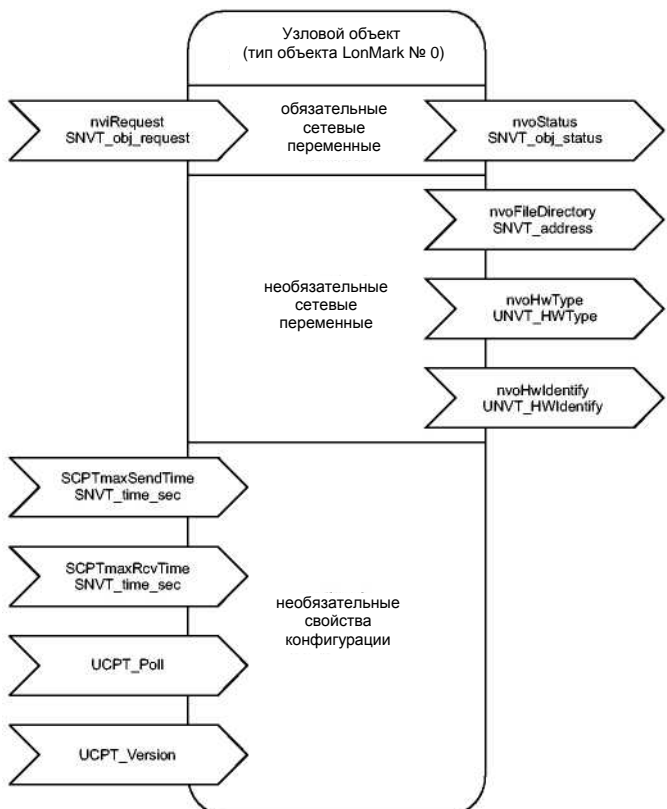 Узловой объект
(тип объекта LonMark № 0)
nviRequest
SNVT_obj_request
обязательные
сетевые
переменные
nvoStatus
SNVT_obj_status
nvoFileDirectory
SNVT_address
необязательные
сетевые
переменные
nvoHwType
UNVT_HWType
nvoHwIdentify
UNVT_HWIdentify
SCPTmaxSendTime
SNVT_time_sec
SCPTmaxRcvTime
SNVT_time_sec
необязательные
свойства
конфигурации
UCPT_Poll
UCPT_Version